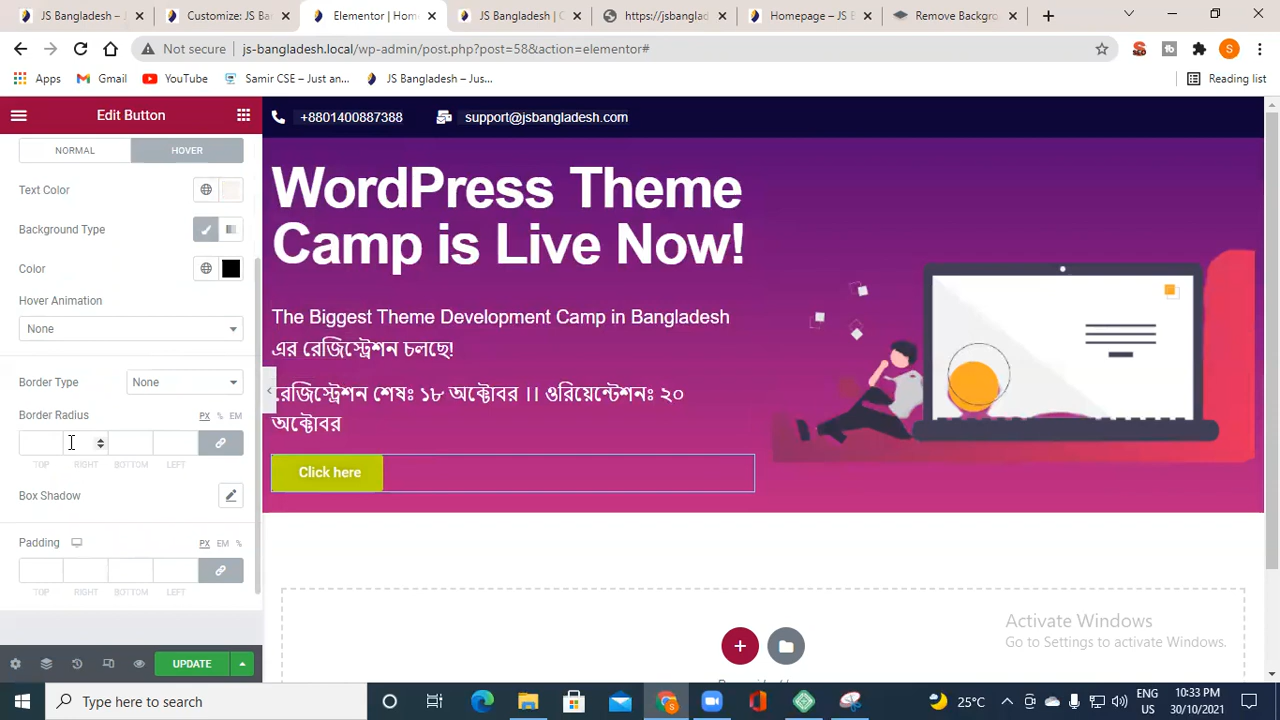 JS Bangladesh – J
Customize: JS Ban
Elementor | Hom
JS Bangladesh | C
https://jsbanglad
Homepage – JS E
Remove Backgro
Not secure js-bangladesh.local/wp-admin/post.php?post=58&action=elementor#
S
Apps Gmail YouTube Samir CSE – Just an... JS Bangladesh – Jus... Reading list
Edit Button
+8801400887388 support@jsbangladesh.com
NORMAL HOVER
Text Color
Background Type
Color
Hover Animation
None
Border Type None
Border Radius PX % EM
TOP RIGHT BOTTOM LEFT
Box Shadow
Padding PX EM %
TOP RIGHT BOTTOM LEFT
UPDATE
WordPress Theme
Camp is Live Now!
The Biggest Theme Development Camp in Bangladesh
এর রেজিস্ট্রেশন চলছে!
রেজিস্ট্রেশন শেষঃ ১৮ অক্টোবর ।। ওরিয়েন্টেশনঃ ২০
অক্টোবর
Click here
Activate Windows
Go to Settings to activate Windows.
Type here to search
25°C
ENG
US
10:33 PM
30/10/2021